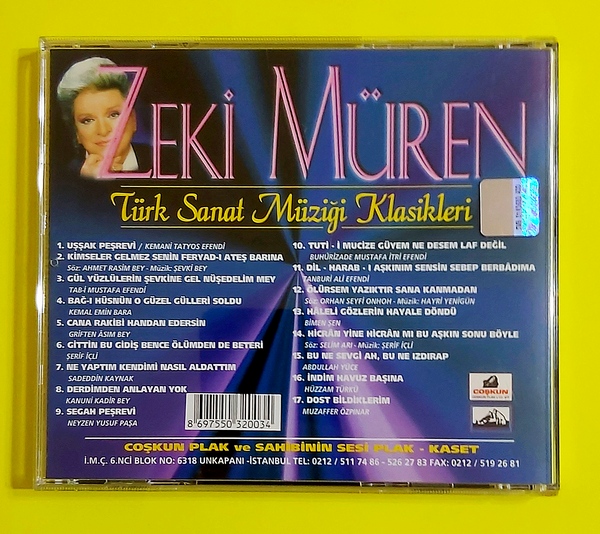 ZEKİ MÜREN
Türk Sanat Müziği Klasikleri
1. UŞŞAK PEŞREVİ / KEMANİ TATYOS EFENDİ
2. KİMSELER GELMEZ SENİN FERYAD-I ATEŞ BARINA
Söz: AHMET RASİM BEY - Müzik: ŞEVKİ BEY
3. GÜL YÜZLÜLERİN ŞEVKİNE GEL NÜŞEDELİM MEY
TAB-İ MUSTAFA EFENDİ
4. BAĞ-I HÜSNÜN O GÜZEL GÜLLERİ SOLDU
KEMAL EMİN BARA
5. CANA RAKİBİ HANDAN EDERSİN
GRİFTEN ÂSIM BEY
6. GİTTİN BU GİDİŞ BENCE ÖLÜMDEN DE BETERİ
ŞERİF İÇLİ
7. NE YAPTIM KENDİMİ NASIL ALDATTIM
SADEDDİN KAYNAK
8. DERDİMDEN ANLAYAN YOK
KANUNİ KADİR BEY
9. SEGAH PEŞREVİ
NEYZEN YUSUF PAŞA
8 697550 320034
10. TUTİ - İ MUCİZE GÜYEM NE DESEM LAF DEĞİL
BUHÛRİZADE MUSTAFA İTRİ EFENDİ
11. DİL - HARAB - I AŞKINIM SENSİN SEBEP BERBÂDIMA
TANBURİ ALİ EFENDİ
12. ÖLÜRSEM YAZIKTIR SANA KANMADAN
Söz: ORHAN SEYFİ ONHOH - Müzik: HAYRİ YENİGÜN
13. HÂLELİ GÖZLERİN HAYALE DÖNDÜ
BİMEN ŞEN
14. HİCRÂN YİNE HİCRÂN MI BU AŞKIN SONU BÖYLE
Söz: SELİM ARI - Müzik: ŞERİF İÇLİ
15. BU NE SEVGİ AH, BU NE IZDIRAP
ABDULLAH YÜCE
16. İNDİM HAVUZ BAŞINA
HÜZZAM TÜRKÜ
17. DOST BİLDİKLERİM
MUZAFFER ÖZPINAR
COŞKUN
COŞKUN PLAK ve SAHİBİNİN SESİ PLAK - KASET
İ.M.Ç. 6.NCİ BLOK NO: 6318 UNKAPANI -İSTANBUL TEL: 0212 / 511 74 86 - 526 27 83 FAX: 0212 / 519 26 81